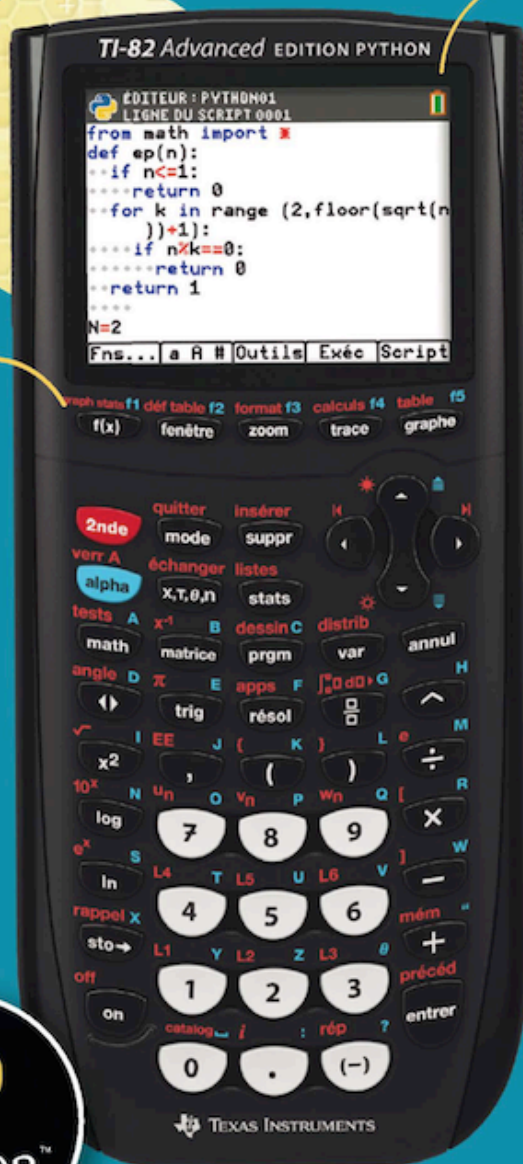 TI-82 Advanced EDITION PYTHON
EDITEUR : PYTHON01
LIGNE DU SCRIPT 0001
from math import *
def ep(n):
if n<=1:
return 0
for k in range (2,floor(sqrt(n
))+1):
if n%k==0:
return 0
return 1
N=2
Fns... a A # Outils Exéc Script
graph stats f1 déf table f2 format f3 calculs f4 table f5
f(x) fenêtre zoom trace graphe
quitter insérer
2nde mode suppr
verr A échanger listes
alpha X,T,θ,n stats
tests A x⁻¹ B dessin C distrib
math matrice prgm var annul
angle D π E apps F G H
trig résol ^
√ I EE J { K } L e M
x² , ( ) ÷
10ˣ N uₙ O vₙ P wₙ Q [ R
log 7 8 9 ×
eˣ S L4 T L5 U L6 V ] W
ln 4 5 6 −
rappel X L1 Y L2 Z L3 θ mém "
sto→ 1 2 3 +
off catalog i : rép ? précéd
on 0 . (−) entrer
TEXAS INSTRUMENTS